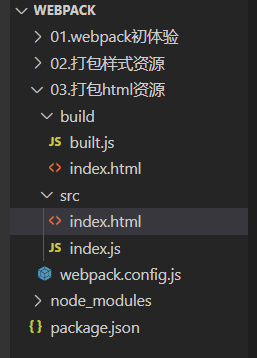 WEBPACK
01.webpack初体验
02.打包样式资源
03.打包html资源
build
JS built.js
<> index.html
src
<> index.html
JS index.js
webpack.config.js
node_modules
{} package.json